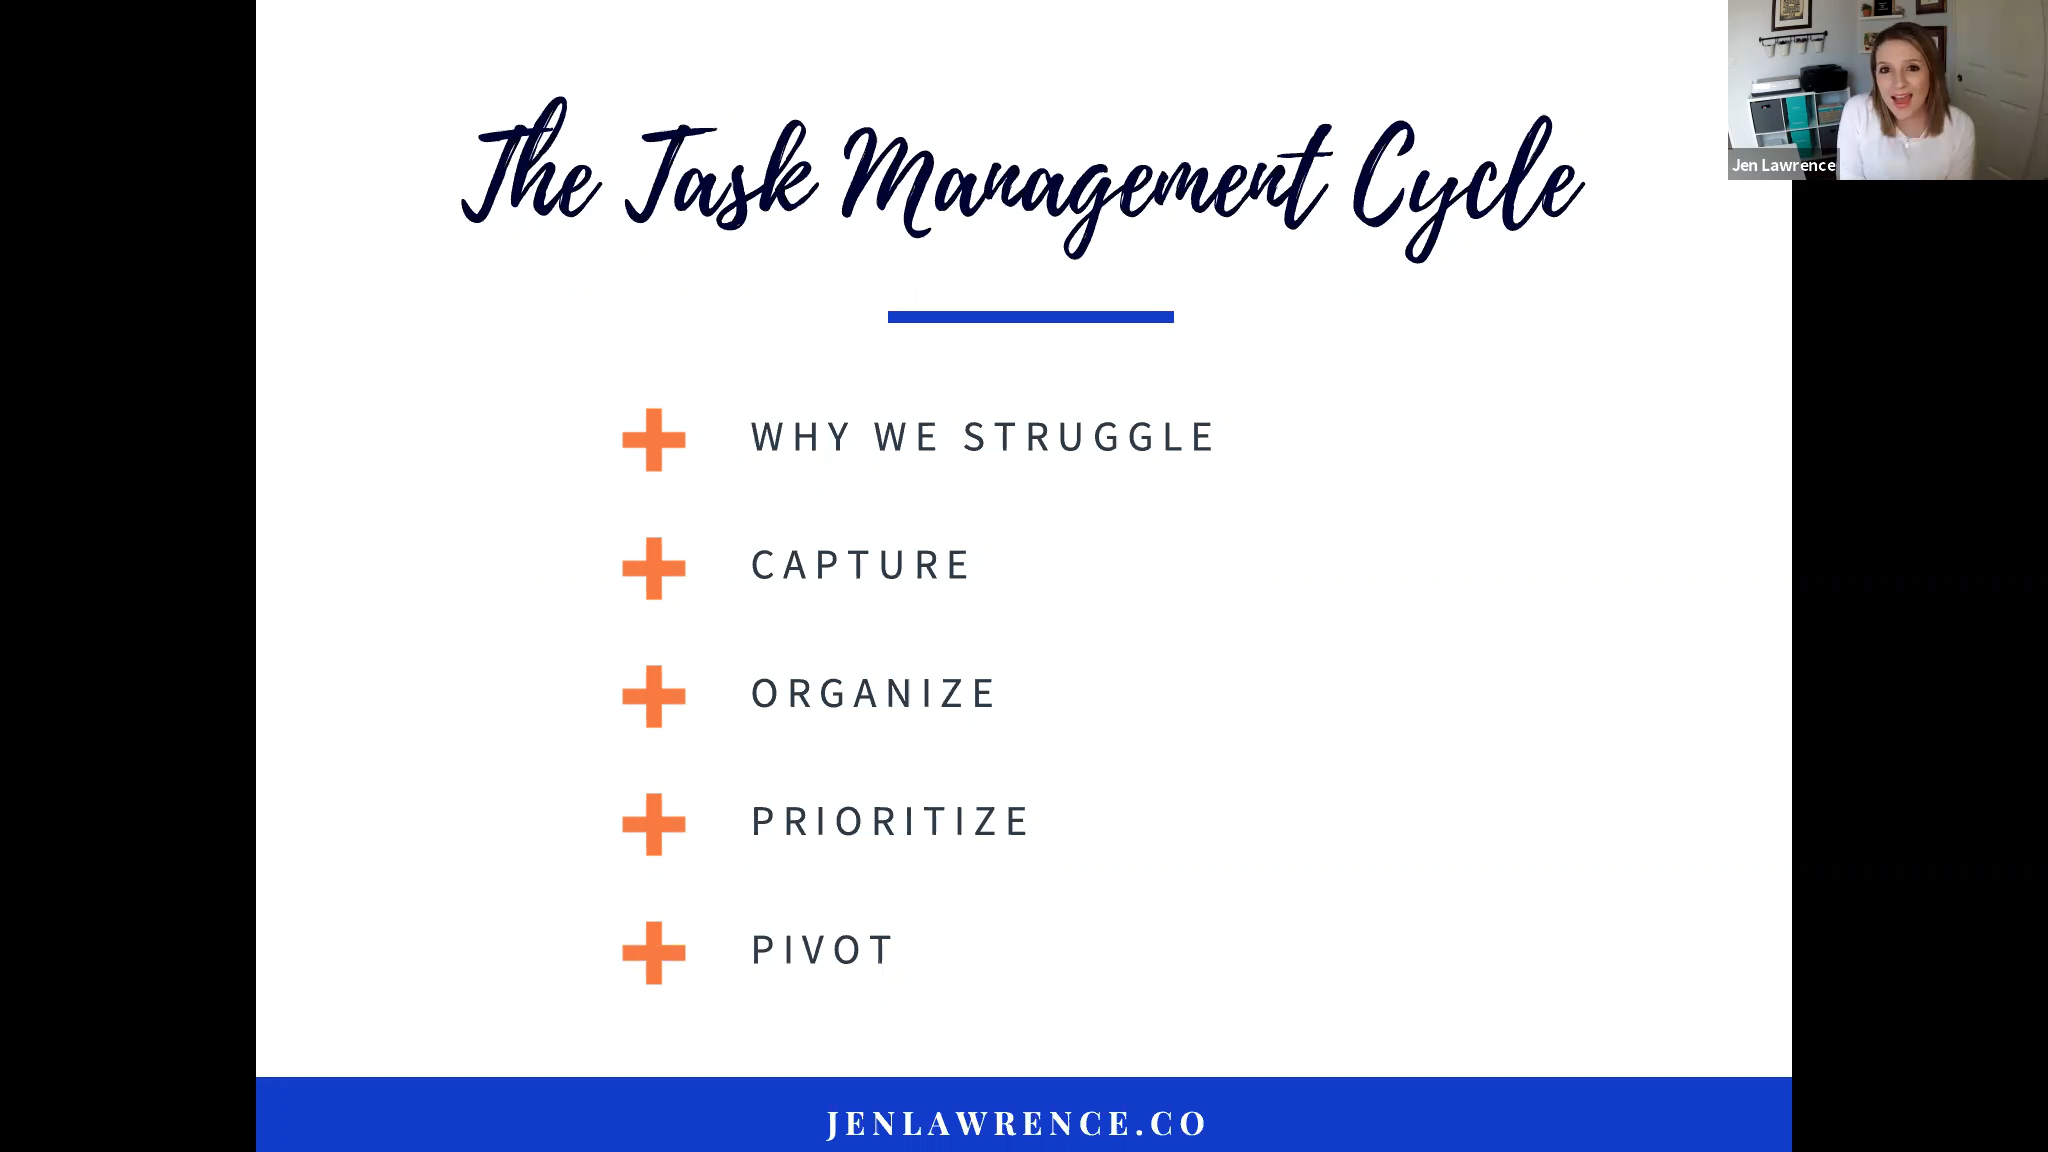 The Task Management Cycle
Jen Lawrence
WHY WE STRUGGLE
CAPTURE
ORGANIZE
PRIORITIZE
PIVOT
JENLAWRENCE.CO